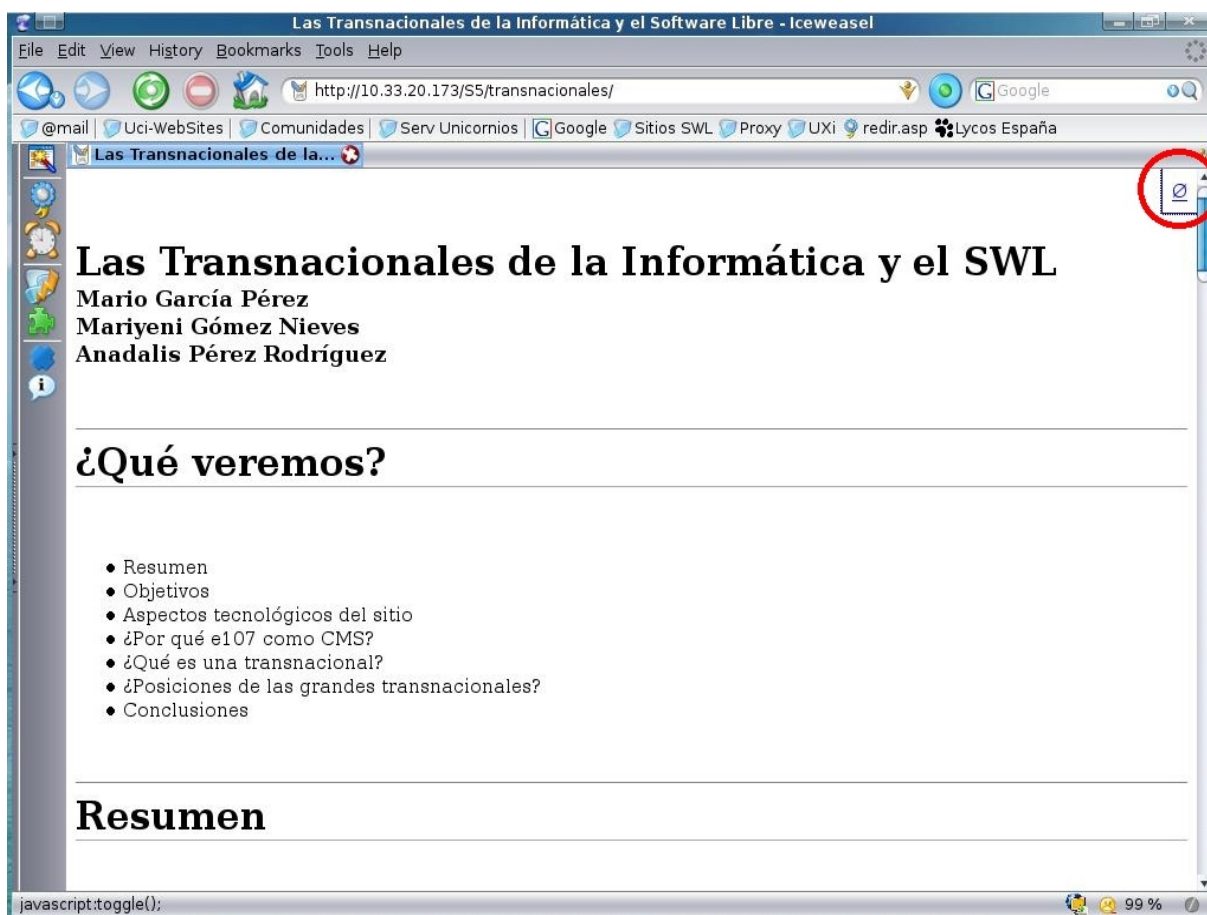 Las Transnacionales de la Informática y el Software Libre - Iceweasel
File Edit View History Bookmarks Tools Help
http://10.33.20.173/S5/transnacionales/ Google
@mail Uci-WebSites Comunidades Serv Unicornios Google Sitios SWL Proxy UXi redir.asp Lycos España
Las Transnacionales de la...
Ø
Las Transnacionales de la Informática y el SWL
Mario García Pérez
Mariyeni Gómez Nieves
Anadalis Pérez Rodríguez
¿Qué veremos?
• Resumen
• Objetivos
• Aspectos tecnológicos del sitio
• ¿Por qué e107 como CMS?
• ¿Qué es una transnacional?
• ¿Posiciones de las grandes transnacionales?
• Conclusiones
Resumen
javascript:toggle(); 99 %